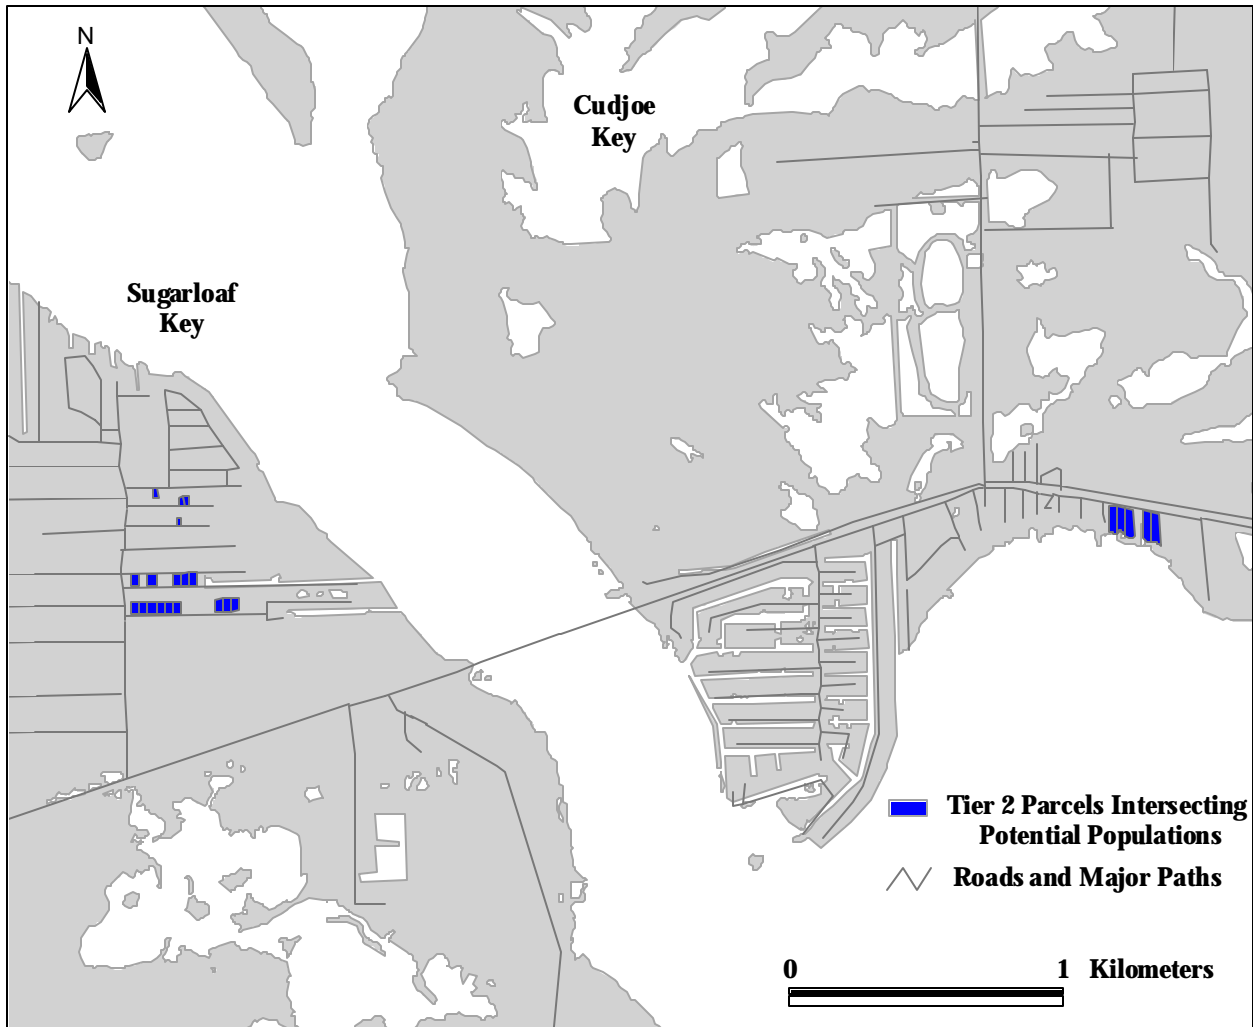 N
Cudjoe
Key
Sugarloaf
Key
Tier 2 Parcels Intersecting
Potential Populations
Roads and Major Paths
0 1 Kilometers